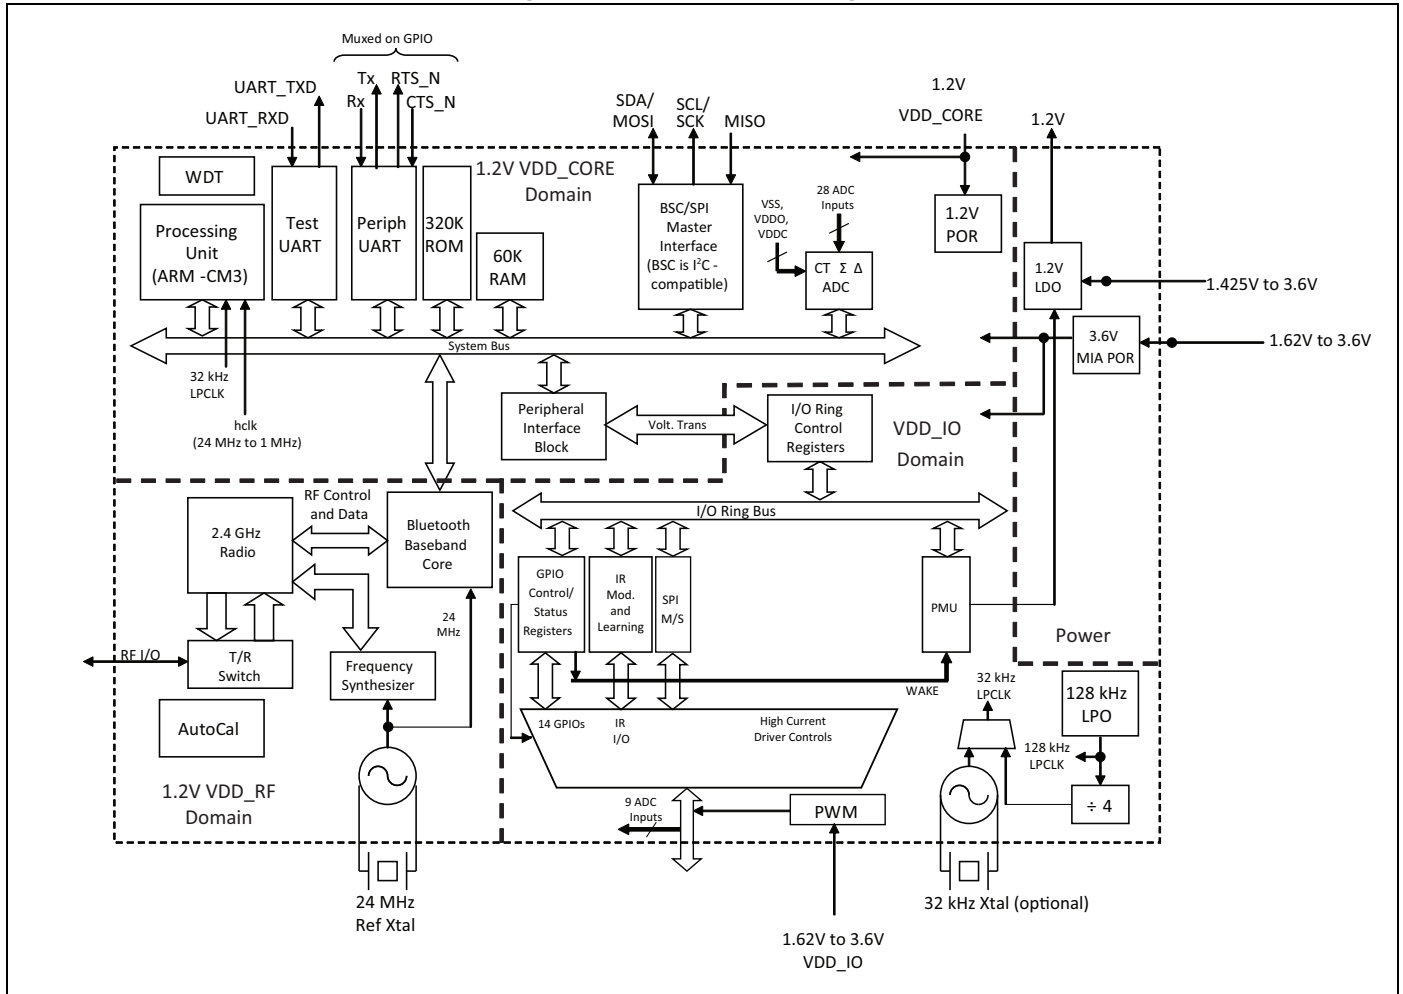 Muxed on GPIO
UART_TXD
Tx
RTS_N
UART_RXD
Rx
CTS_N
SDA/
MOSI
SCL/
SCK
MISO
1.2V
VDD_CORE
1.2V
WDT
Processing
Unit
(ARM -CM3)
Test
UART
Periph
UART
320K
ROM
60K
RAM
1.2V VDD_CORE
Domain
BSC/SPI
Master
Interface
(BSC is I²C -
compatible)
VSS,
VDDO,
VDDC
28 ADC
Inputs
CT Σ Δ
ADC
1.2V
POR
1.2V
LDO
1.425V to 3.6V
3.6V
MIA POR
1.62V to 3.6V
System Bus
32 kHz
LPCLK
hclk
(24 MHz to 1 MHz)
Peripheral
Interface
Block
Volt. Trans
I/O Ring
Control
Registers
VDD_IO
Domain
RF Control
and Data
2.4 GHz
Radio
Bluetooth
Baseband
Core
I/O Ring Bus
GPIO
Control/
Status
Registers
IR
Mod.
and
Learning
SPI
M/S
PMU
Power
24
MHz
RF I/O
T/R
Switch
Frequency
Synthesizer
AutoCal
WAKE
32 kHz
LPCLK
128 kHz
LPO
14 GPIOs
IR
I/O
High Current
Driver Controls
128 kHz
LPCLK
÷ 4
1.2V VDD_RF
Domain
9 ADC
Inputs
PWM
24 MHz
Ref Xtal
32 kHz Xtal (optional)
1.62V to 3.6V
VDD_IO